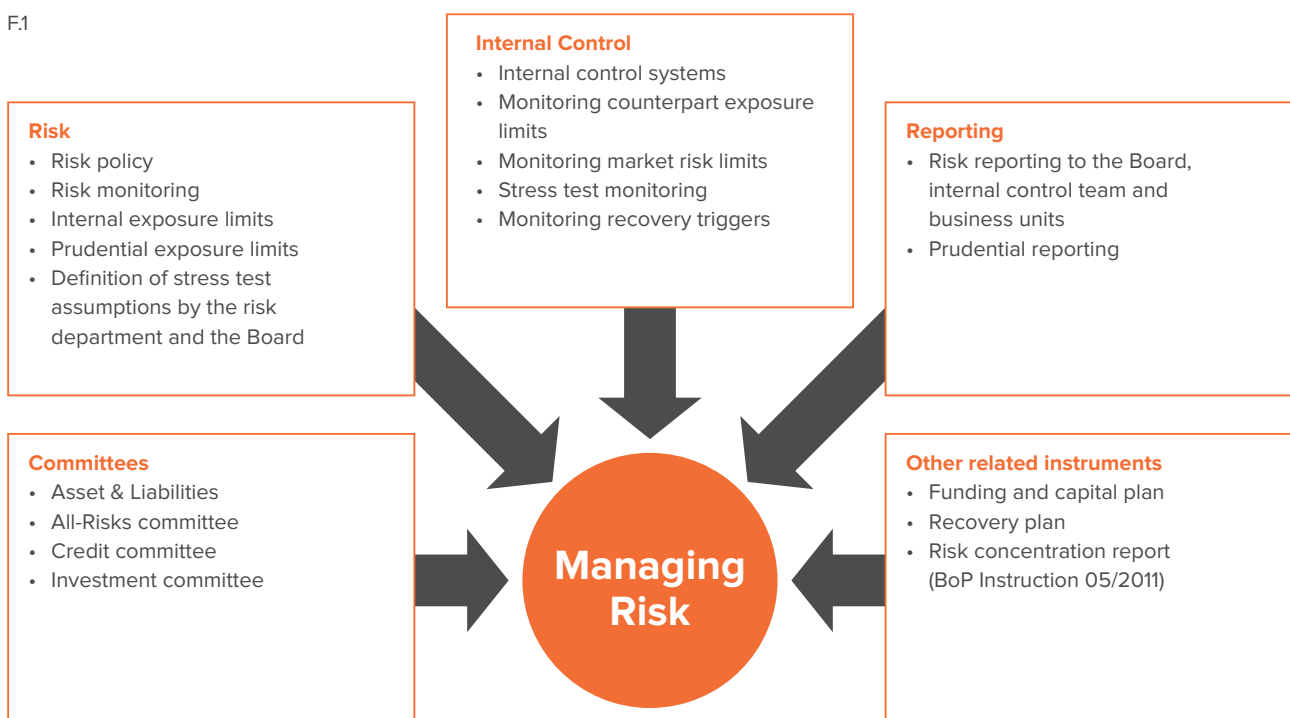 F.1
Internal Control
• Internal control systems
• Monitoring counterpart exposure
limits
• Monitoring market risk limits
• Stress test monitoring
• Monitoring recovery triggers
Risk
• Risk policy
• Risk monitoring
• Internal exposure limits
• Prudential exposure limits
• Definition of stress test
assumptions by the risk
department and the Board
Reporting
• Risk reporting to the Board,
internal control team and
business units
• Prudential reporting
Committees
• Asset & Liabilities
• All-Risks committee
• Credit committee
• Investment committee
Managing
Risk
Other related instruments
• Funding and capital plan
• Recovery plan
• Risk concentration report
(BoP Instruction 05/2011)